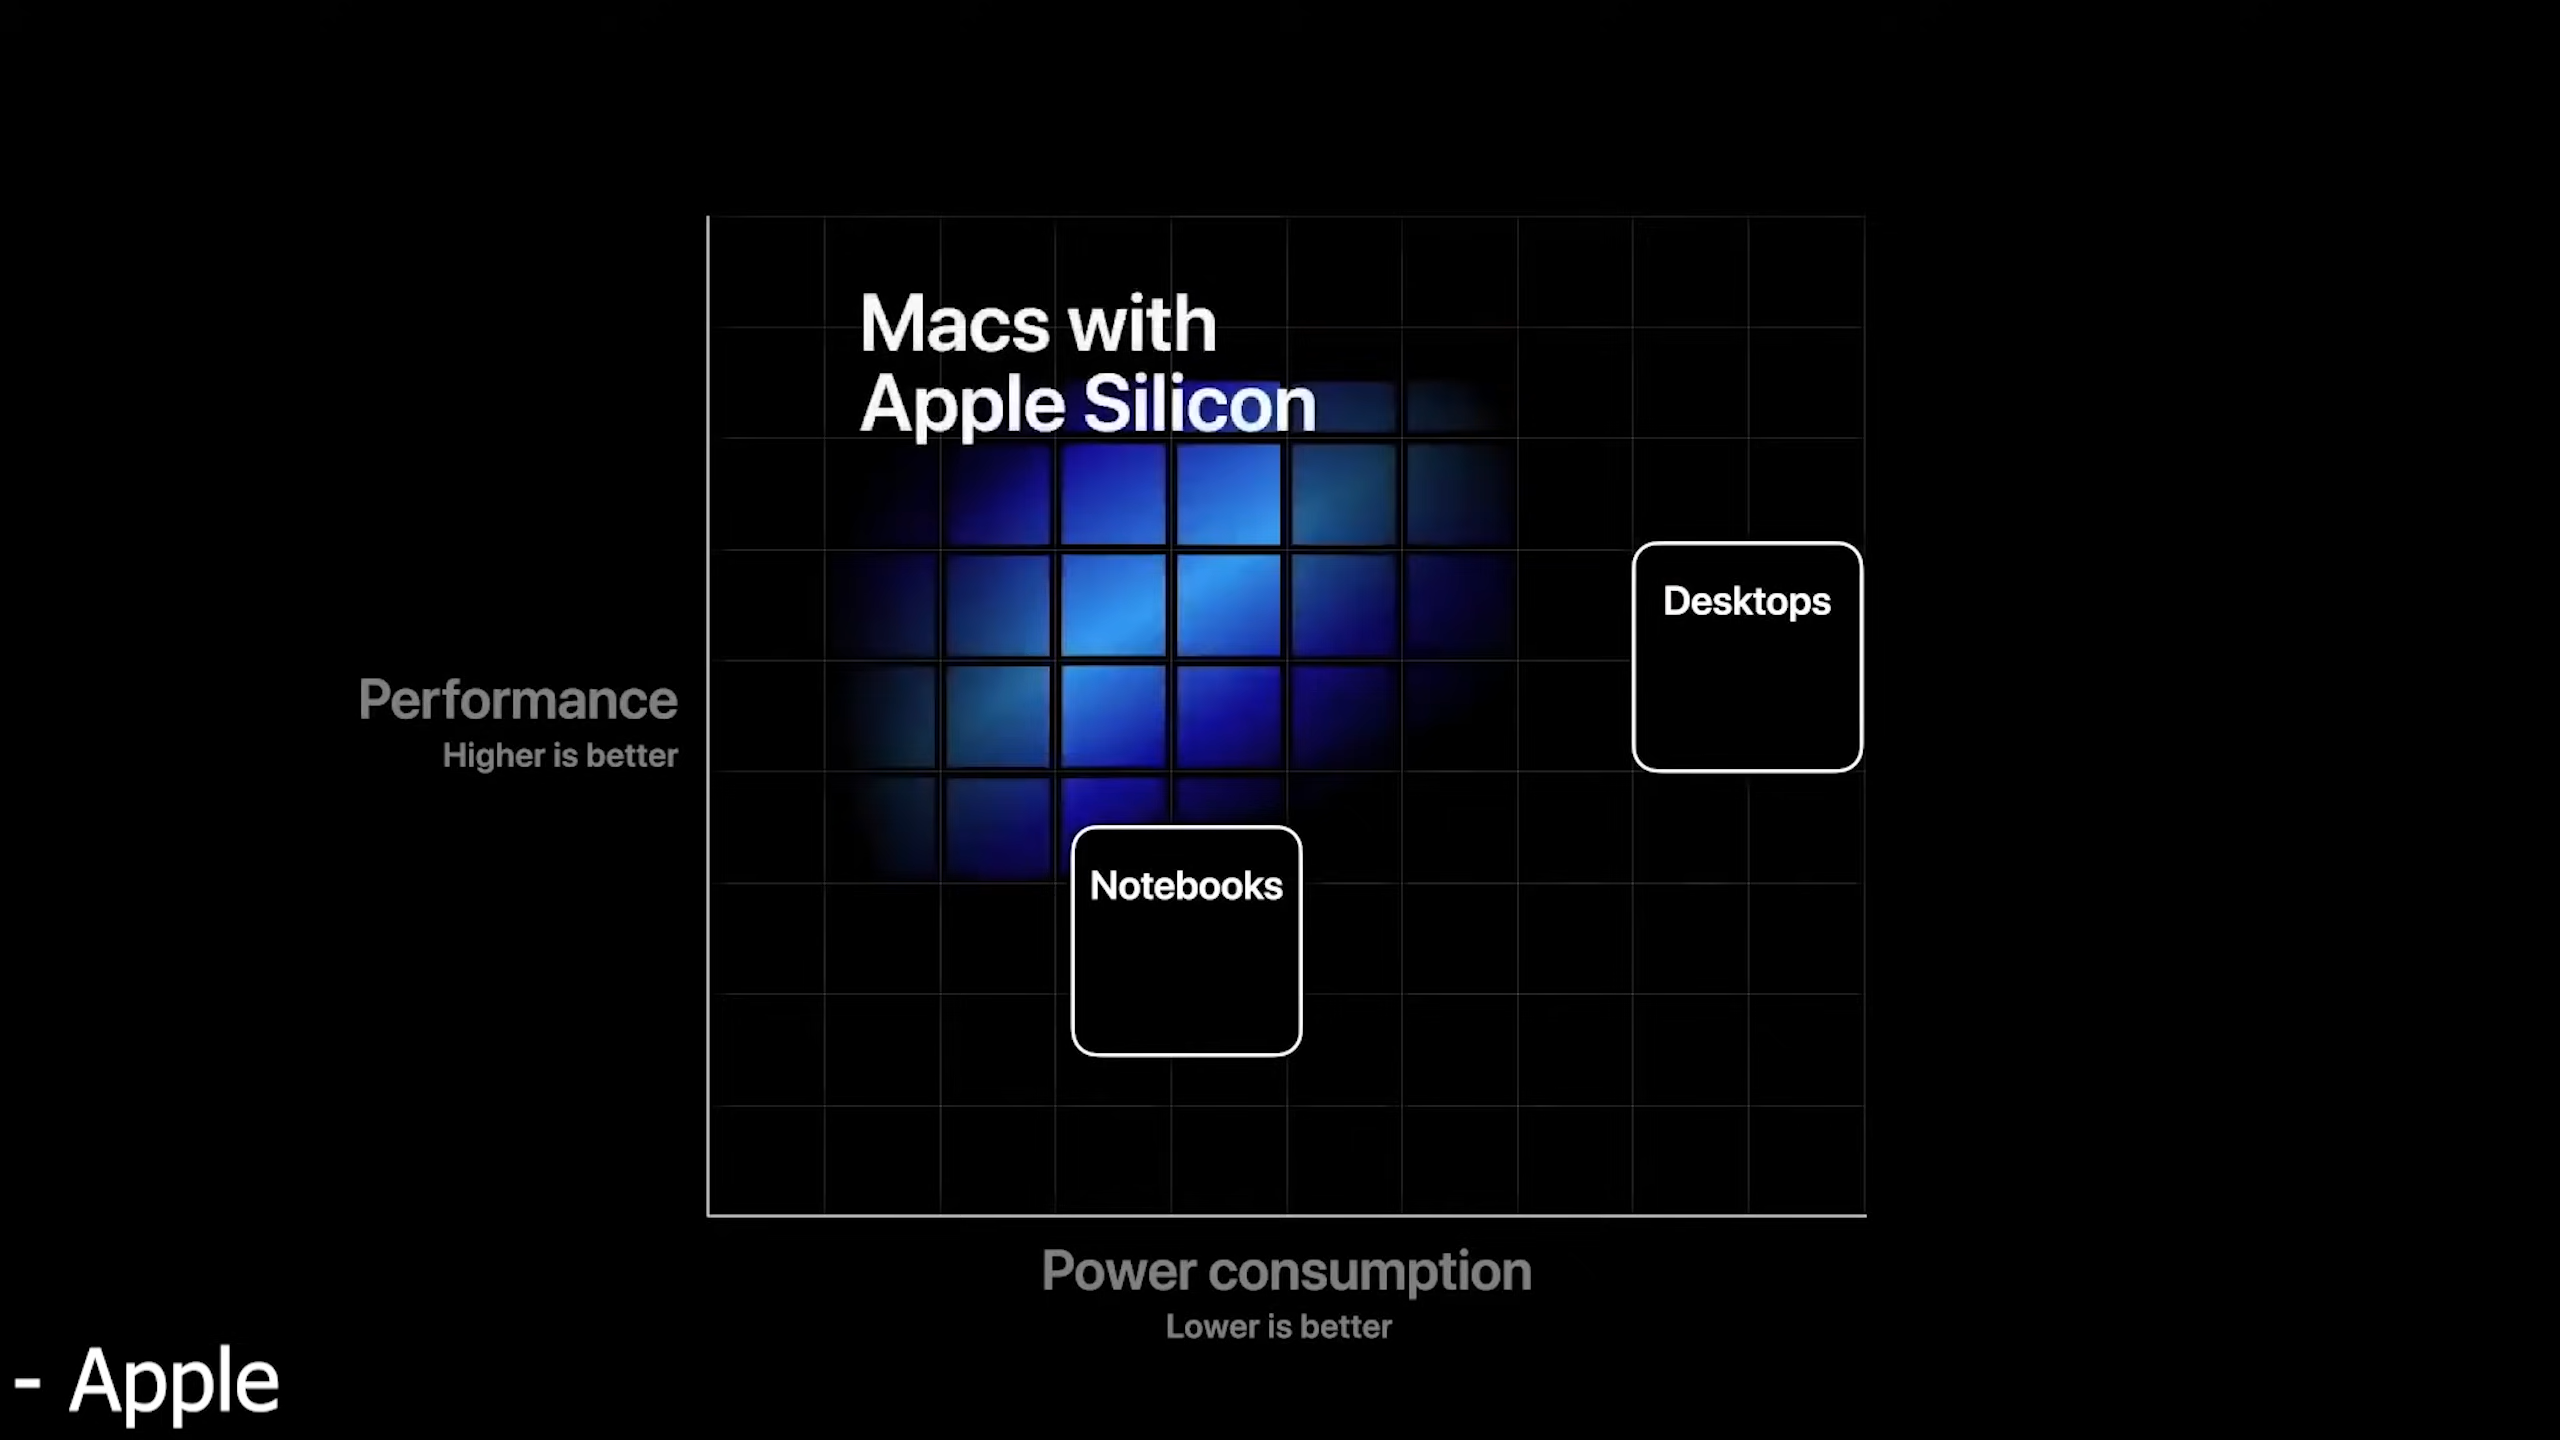 Macs with
Apple Silicon
Desktops
Performance
Higher is better
Notebooks
Power consumption
Lower is better
- Apple